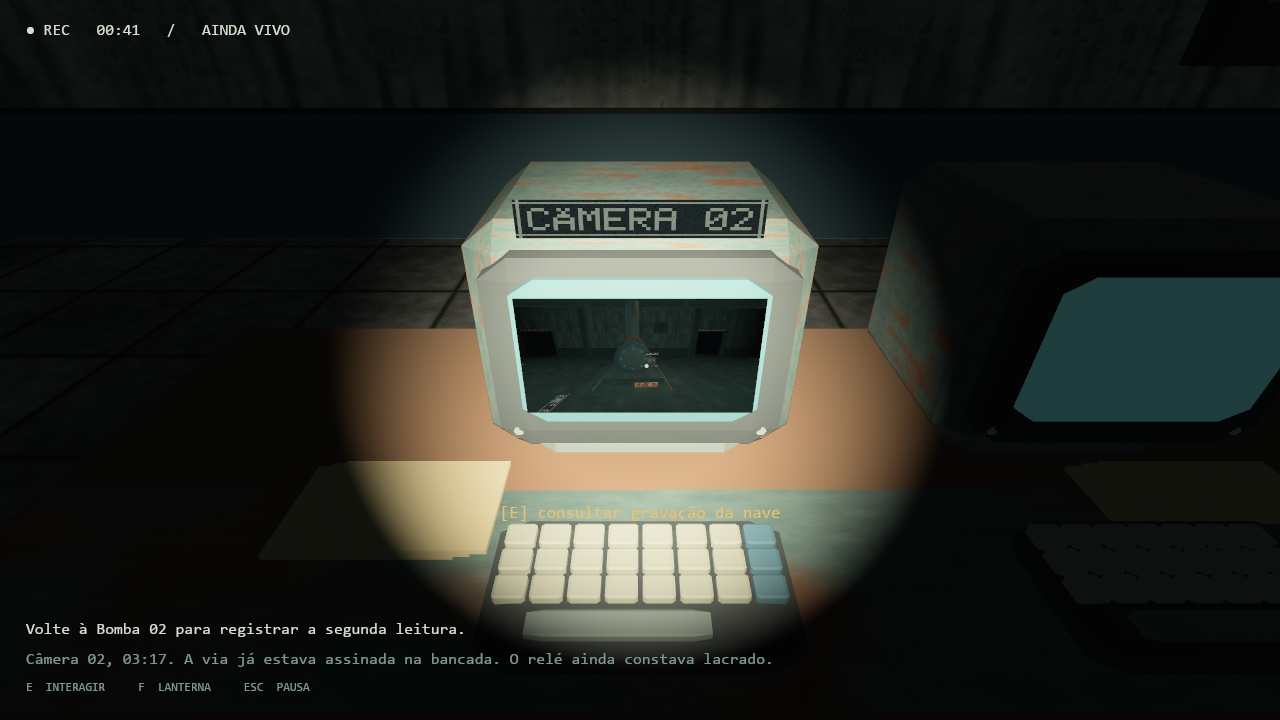 ● REC 00:41 / AINDA VIVO
CÂMERA 02
[E] consultar gravação da nave
Volte à Bomba 02 para registrar a segunda leitura.
Câmera 02, 03:17. A via já estava assinada na bancada. O relé ainda constava lacrado.
E INTERAGIR F LANTERNA ESC PAUSA